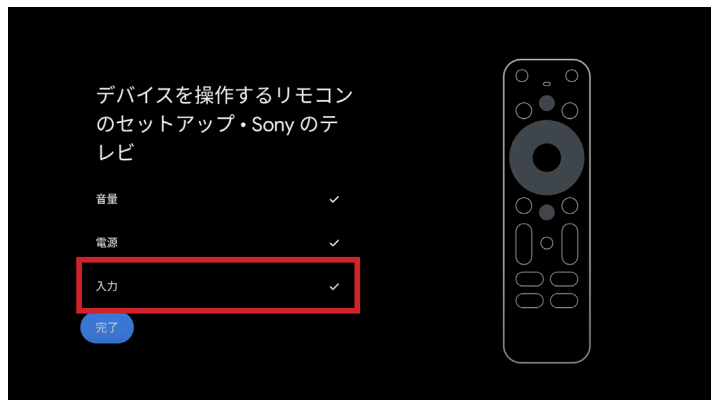 デバイスを操作するリモコン
のセットアップ • Sony のテ
レビ
音量
電源
入力
完了